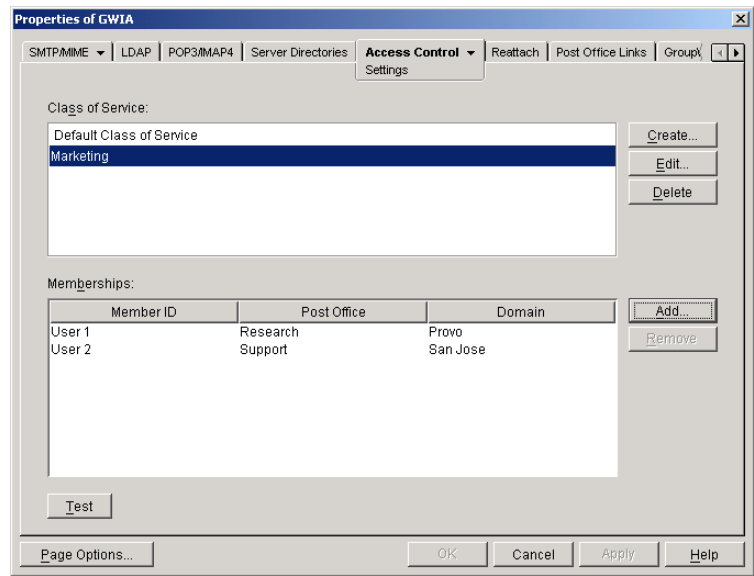 Properties of GWIA
SMTP/MIME LDAP POP3/IMAP4 Server Directories Access Control Reattach Post Office Links
Settings
Class of Service:
Default Class of Service
Create...
Marketing
Edit...
Delete
Memberships:
Member ID Post Office Domain
Add...
User 1 Research Provo
Remove
User 2 Support San Jose
Test
Page Options... OK Cancel Apply Help